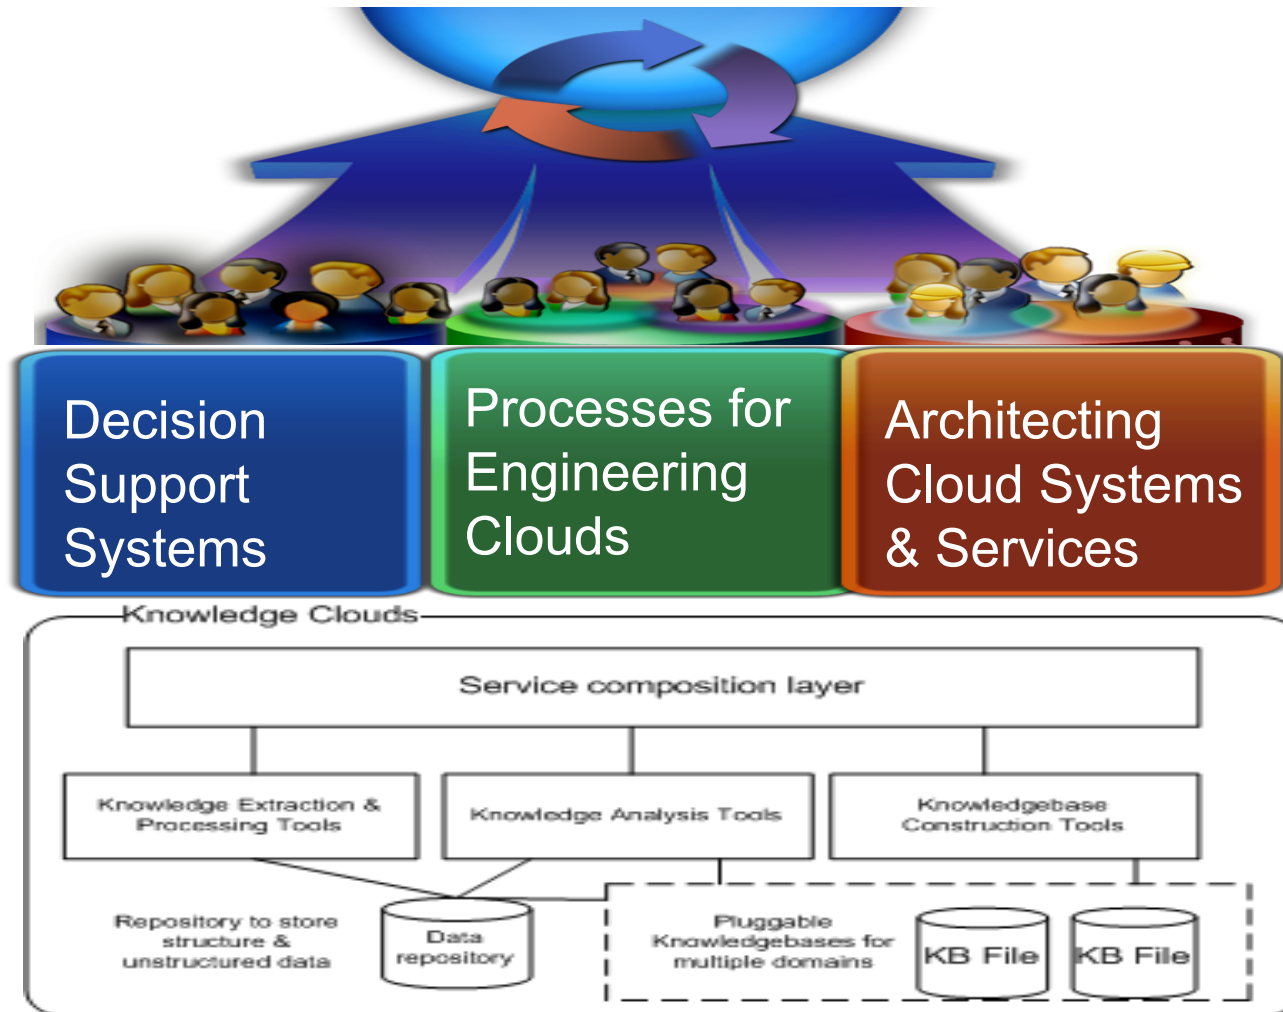 Decision
Support
Systems
Processes for
Engineering
Clouds
Architecting
Cloud Systems
& Services
Knowledge Clouds
Service composition layer
Knowledge Extraction &
Processing Tools
Knowledge Analysis Tools
Knowledgebase
Construction Tools
Repository to store
structure &
unstructured data
Data
repository
Pluggable
Knowledgebases for
multiple domains
KB File
KB File